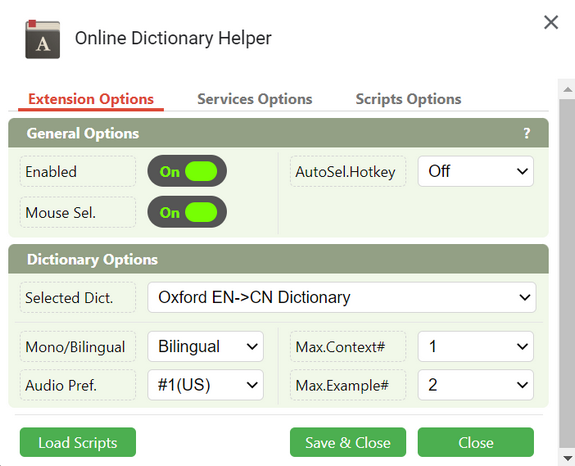 A
Online Dictionary Helper
Extension Options Services Options Scripts Options
General Options ?
Enabled On AutoSel.Hotkey Off
Mouse Sel. On
Dictionary Options
Selected Dict. Oxford EN->CN Dictionary
Mono/Bilingual Bilingual Max.Context# 1
Audio Pref. #1(US) Max.Example# 2
Load Scripts Save & Close Close